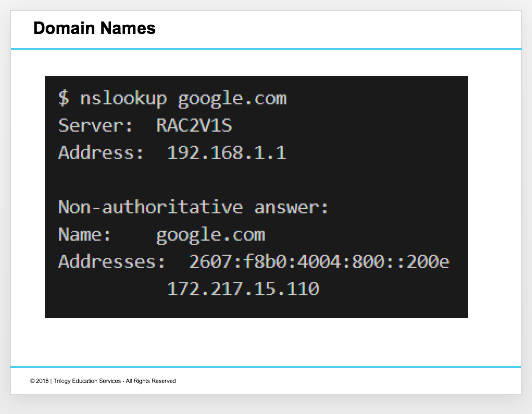 Domain Names
$ nslookup google.com
Server:  RAC2V1S
Address:  192.168.1.1
Non-authoritative answer:
Name:    google.com
Addresses:  2607:f8b0:4004:800::200e
172.217.15.110
© 2018 | Trilogy Education Services - All Rights Reserved